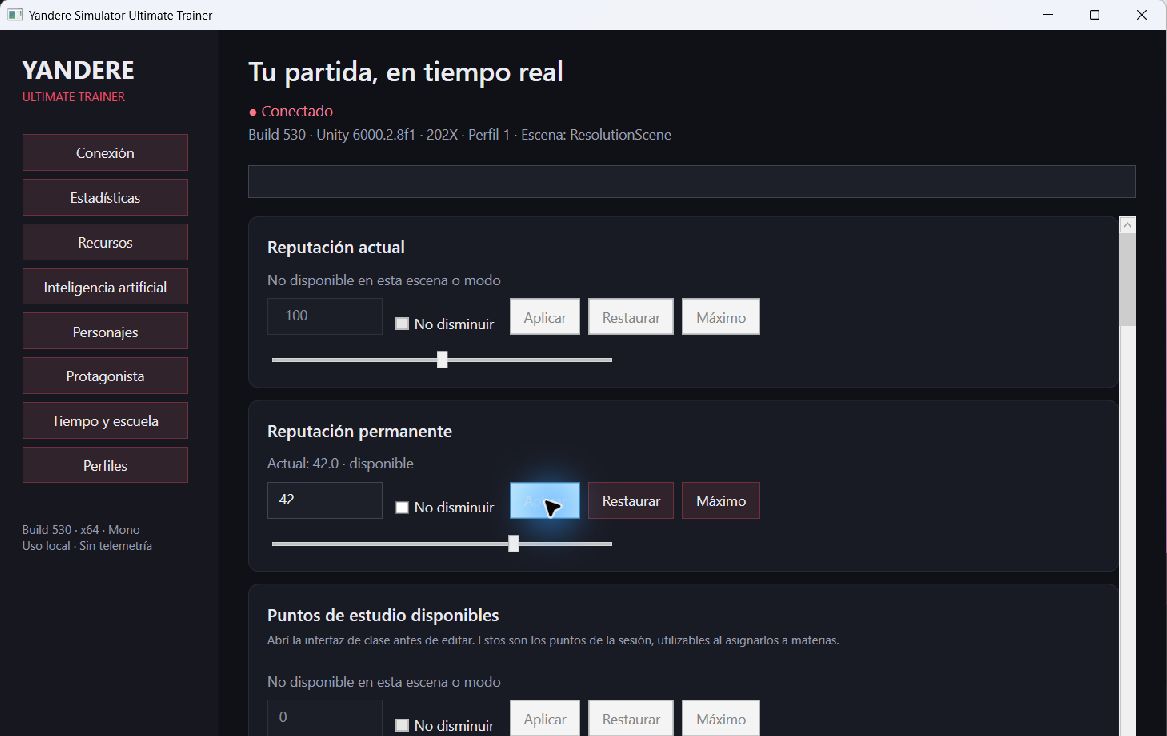 Yandere Simulator Ultimate Trainer
YANDERE
ULTIMATE TRAINER
Conexión
Estadísticas
Recursos
Inteligencia artificial
Personajes
Protagonista
Tiempo y escuela
Perfiles
Build 530 · x64 · Mono
Uso local · Sin telemetría
Tu partida, en tiempo real
● Conectado
Build 530 · Unity 6000.2.8f1 · 202X · Perfil 1 · Escena: ResolutionScene
Reputación actual
No disponible en esta escena o modo
100 No disminuir Aplicar Restaurar Máximo
Reputación permanente
Actual: 42.0 · disponible
42 No disminuir Restaurar Máximo
Puntos de estudio disponibles
Abrí la interfaz de clase antes de editar. Estos son los puntos de la sesión, utilizables al asignarlos a materias.
No disponible en esta escena o modo
0 No disminuir Aplicar Restaurar Máximo